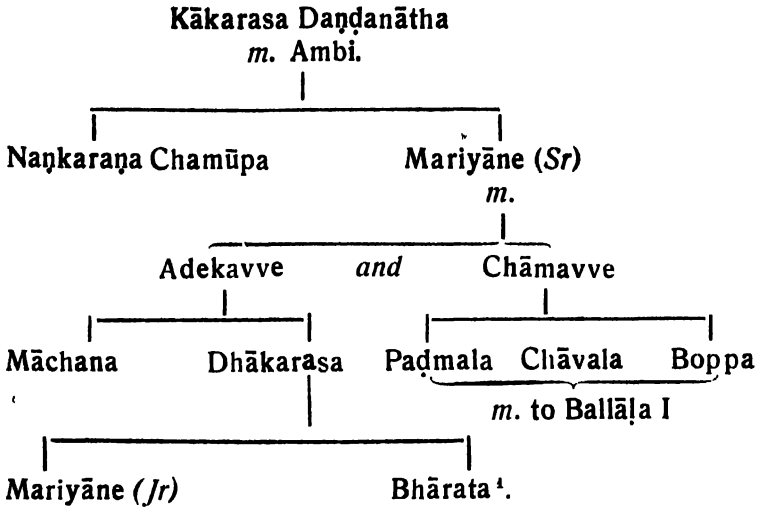 Kākarasa Daṇḍanātha
m. Ambi.
Naṇkaraṇa Chamūpa Mariyāne (Sr)
m.
Adekavve and Chāmavve
Māchana Dhākarasa Paḍmala Chāvala Boppa
m. to Ballāḷa I
Mariyāne (Jr) Bhārata¹.